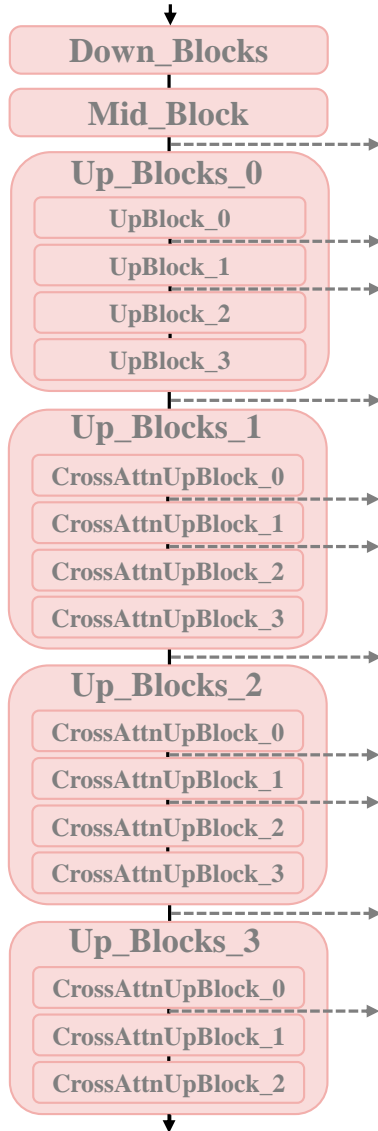 Down_Blocks
Mid_Block
Up_Blocks_0
UpBlock_0
UpBlock_1
UpBlock_2
UpBlock_3
Up_Blocks_1
CrossAttnUpBlock_0
CrossAttnUpBlock_1
CrossAttnUpBlock_2
CrossAttnUpBlock_3
Up_Blocks_2
CrossAttnUpBlock_0
CrossAttnUpBlock_1
CrossAttnUpBlock_2
CrossAttnUpBlock_3
Up_Blocks_3
CrossAttnUpBlock_0
CrossAttnUpBlock_1
CrossAttnUpBlock_2